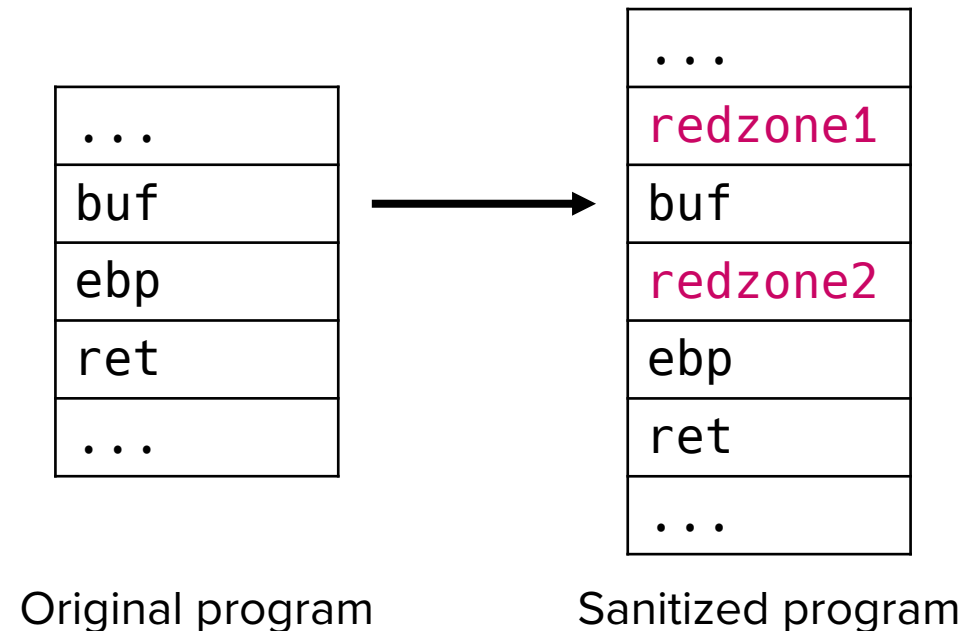 ...
buf
ebp
ret
...
Original program
...
redzone1
buf
redzone2
ebp
ret
...
Sanitized program